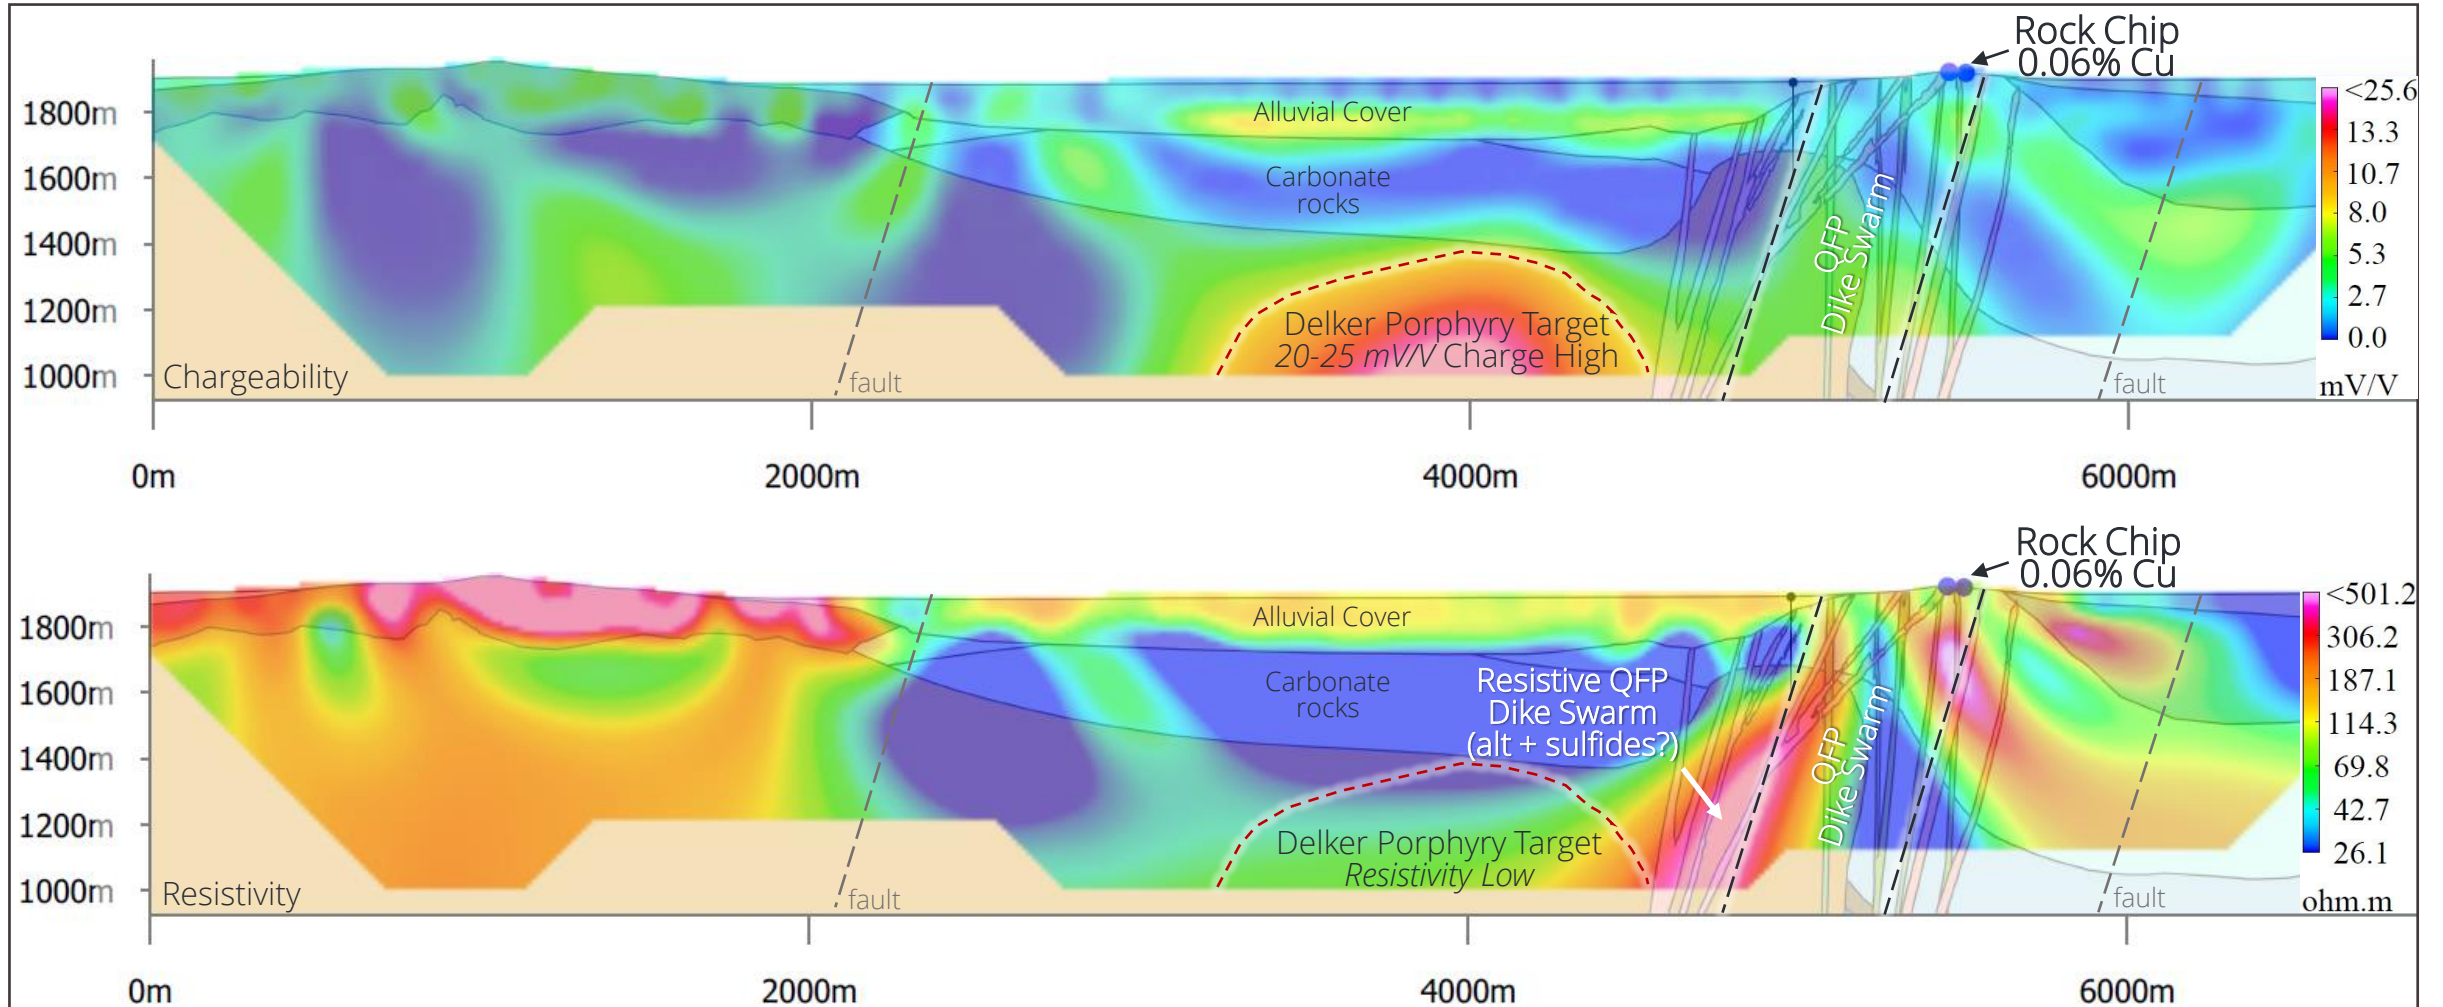 Rock Chip
0.06% Cu
1800m
1600m
1400m
1200m
1000m
Alluvial Cover
Carbonate
rocks
QFP
Dike Swarm
Delker Porphyry Target
20-25 mV/V Charge High
Chargeability
fault
fault
<25.6
13.3
10.7
8.0
5.3
2.7
0.0
mV/V
0m
2000m
4000m
6000m
Rock Chip
0.06% Cu
1800m
1600m
1400m
1200m
1000m
Alluvial Cover
Carbonate
rocks
Resistive QFP
Dike Swarm
(alt + sulfides?)
QFP
Dike Swarm
Delker Porphyry Target
Resistivity Low
Resistivity
fault
fault
<501.2
306.2
187.1
114.3
69.8
42.7
26.1
ohm.m
0m
2000m
4000m
6000m